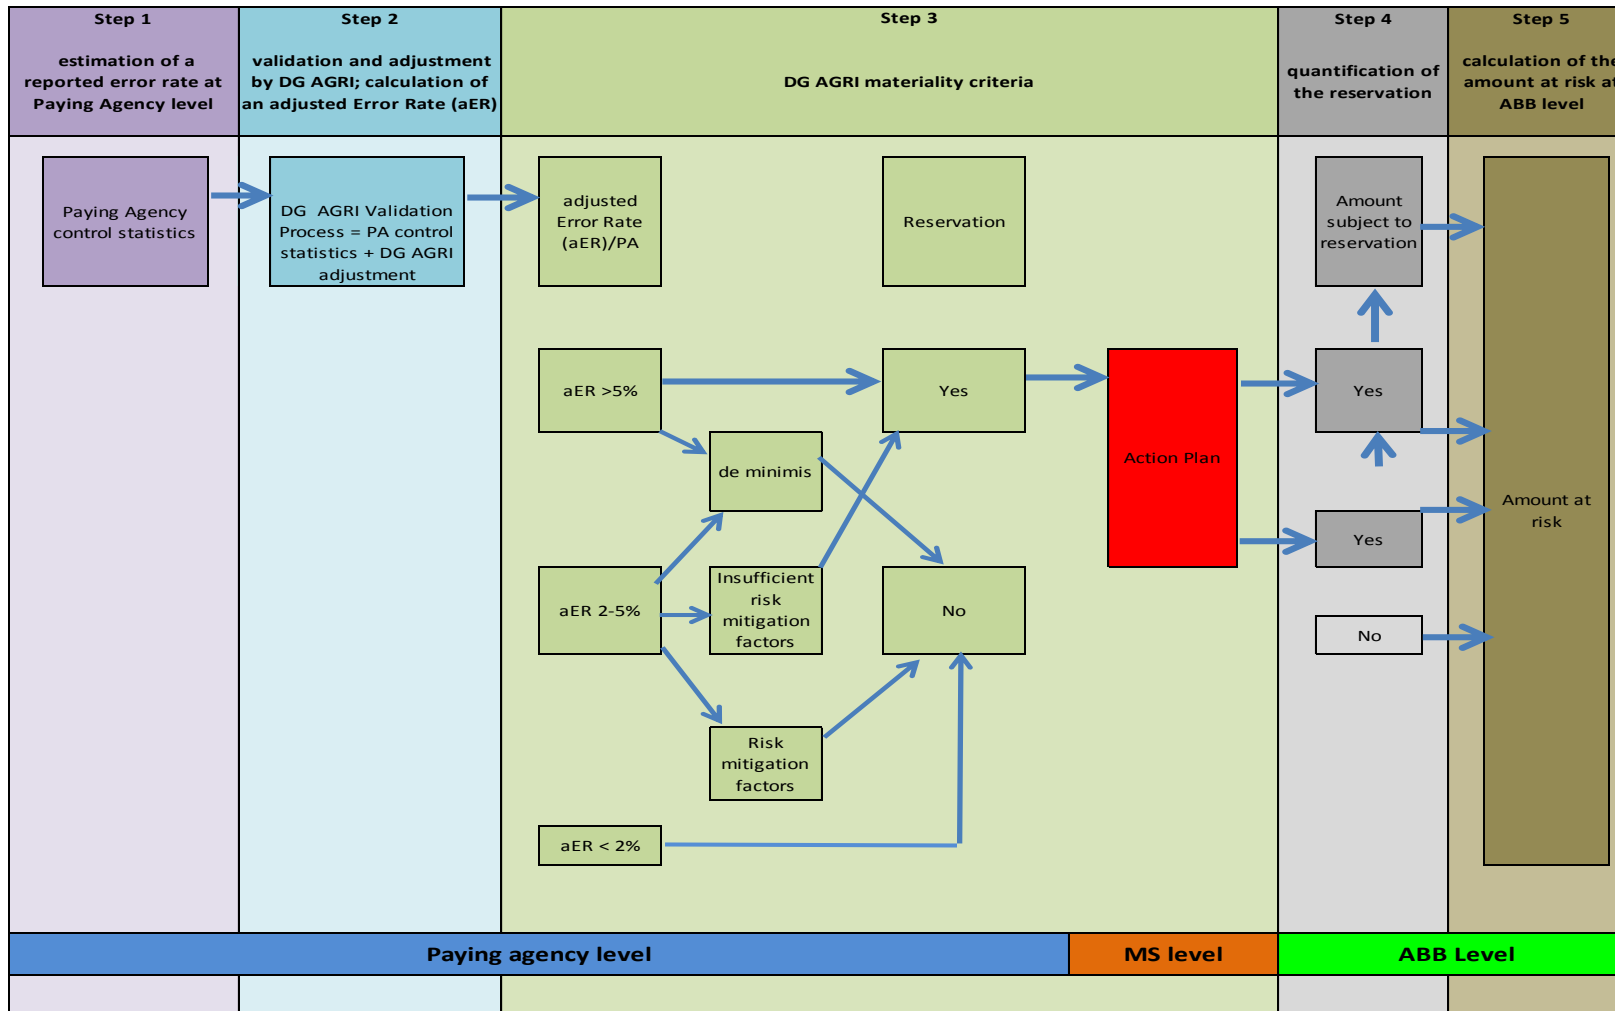 Step 1
estimation of a
reported error rate at
Paying Agency level
Step 2
validation and adjustment
by DG AGRI; calculation of
an adjusted Error Rate (aER)
Step 3
DG AGRI materiality criteria
Step 4
quantification of
the reservation
Step 5
calculation of the
amount at risk at
ABB level
Paying Agency
control statistics
DG AGRI Validation
Process = PA control
statistics + DG AGRI
adjustment
adjusted
Error Rate
(aER)/PA
Reservation
Amount
subject to
reservation
aER >5%
Yes
Yes
de minimis
Action Plan
Amount at
risk
Yes
aER 2-5%
Insufficient
risk
mitigation
factors
No
No
Risk
mitigation
factors
aER < 2%
Paying agency level
MS level
ABB Level